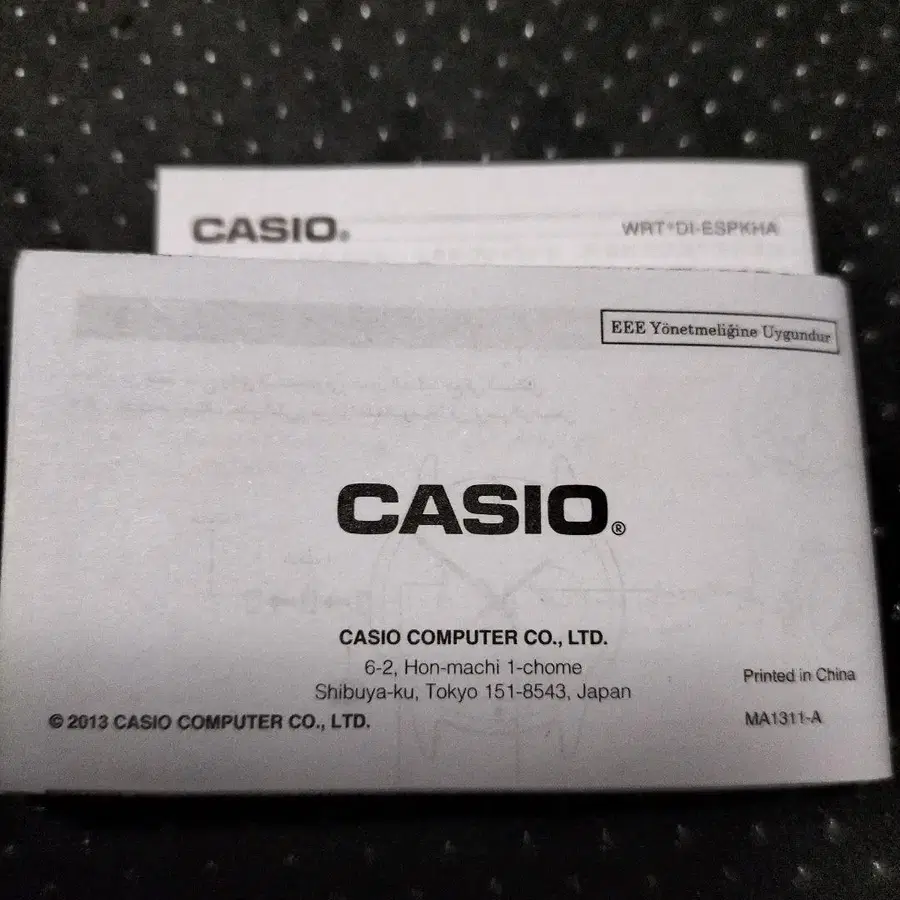 CASIO®
WRT*DI-ESPKHA
EEE Yönetmeliğine Uygundur
CASIO®
CASIO COMPUTER CO., LTD.
6-2, Hon-machi 1-chome
Shibuya-ku, Tokyo 151-8543, Japan
Printed in China
© 2013 CASIO COMPUTER CO., LTD.
MA1311-A